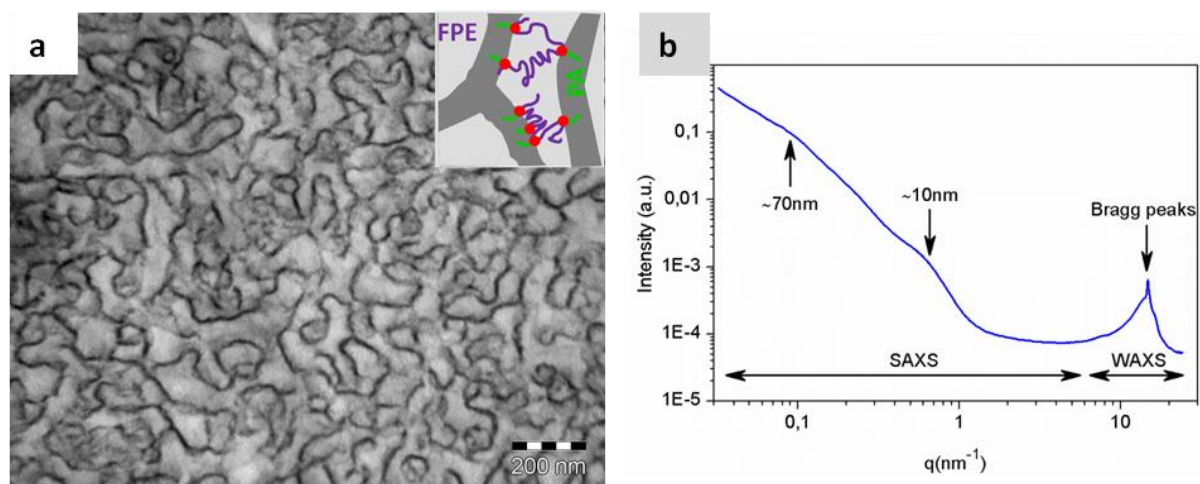 a
FPE
PA
200 nm
b
Intensity (a.u.)
0,1
0,01
1E-3
1E-4
1E-5
~70nm
~10nm
Bragg peaks
SAXS
WAXS
0,1
1
10
q(nm⁻¹)